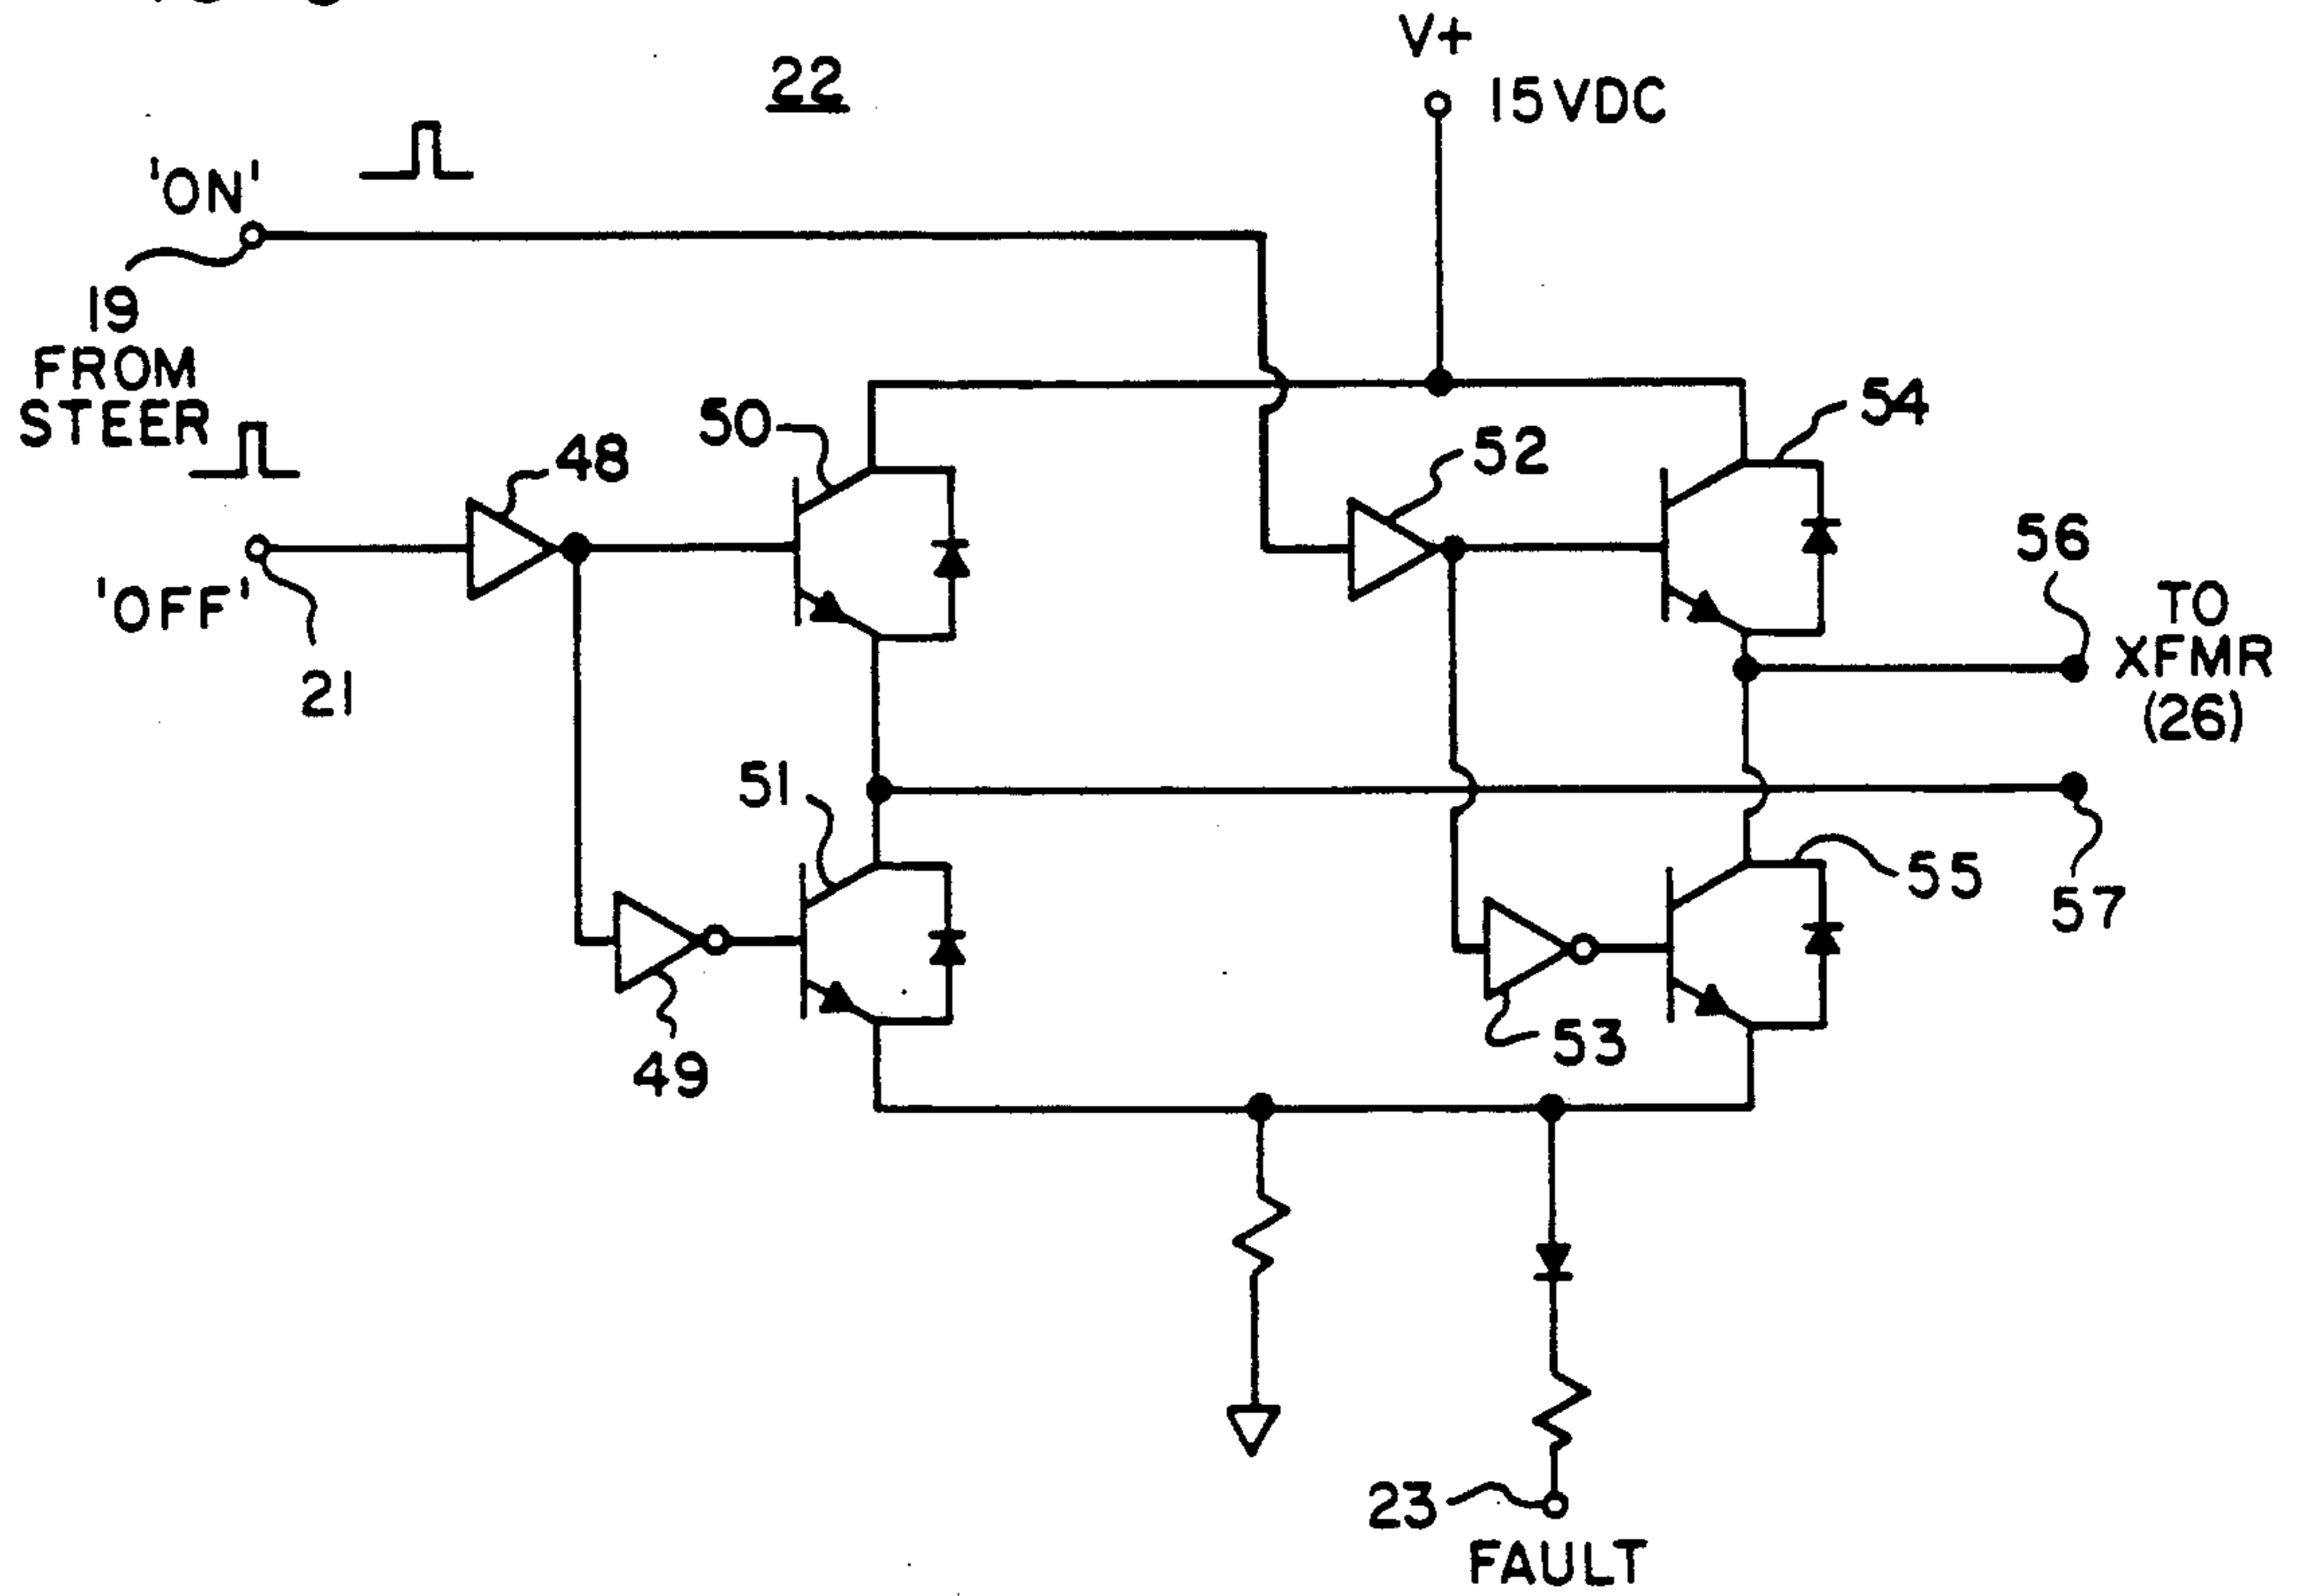 V+
22
15VDC
'ON'
19
FROM
STEER
50
54
48
52
56
'OFF'
TO
XFMR
(26)
21
51
55
57
49
53
23
FAULT